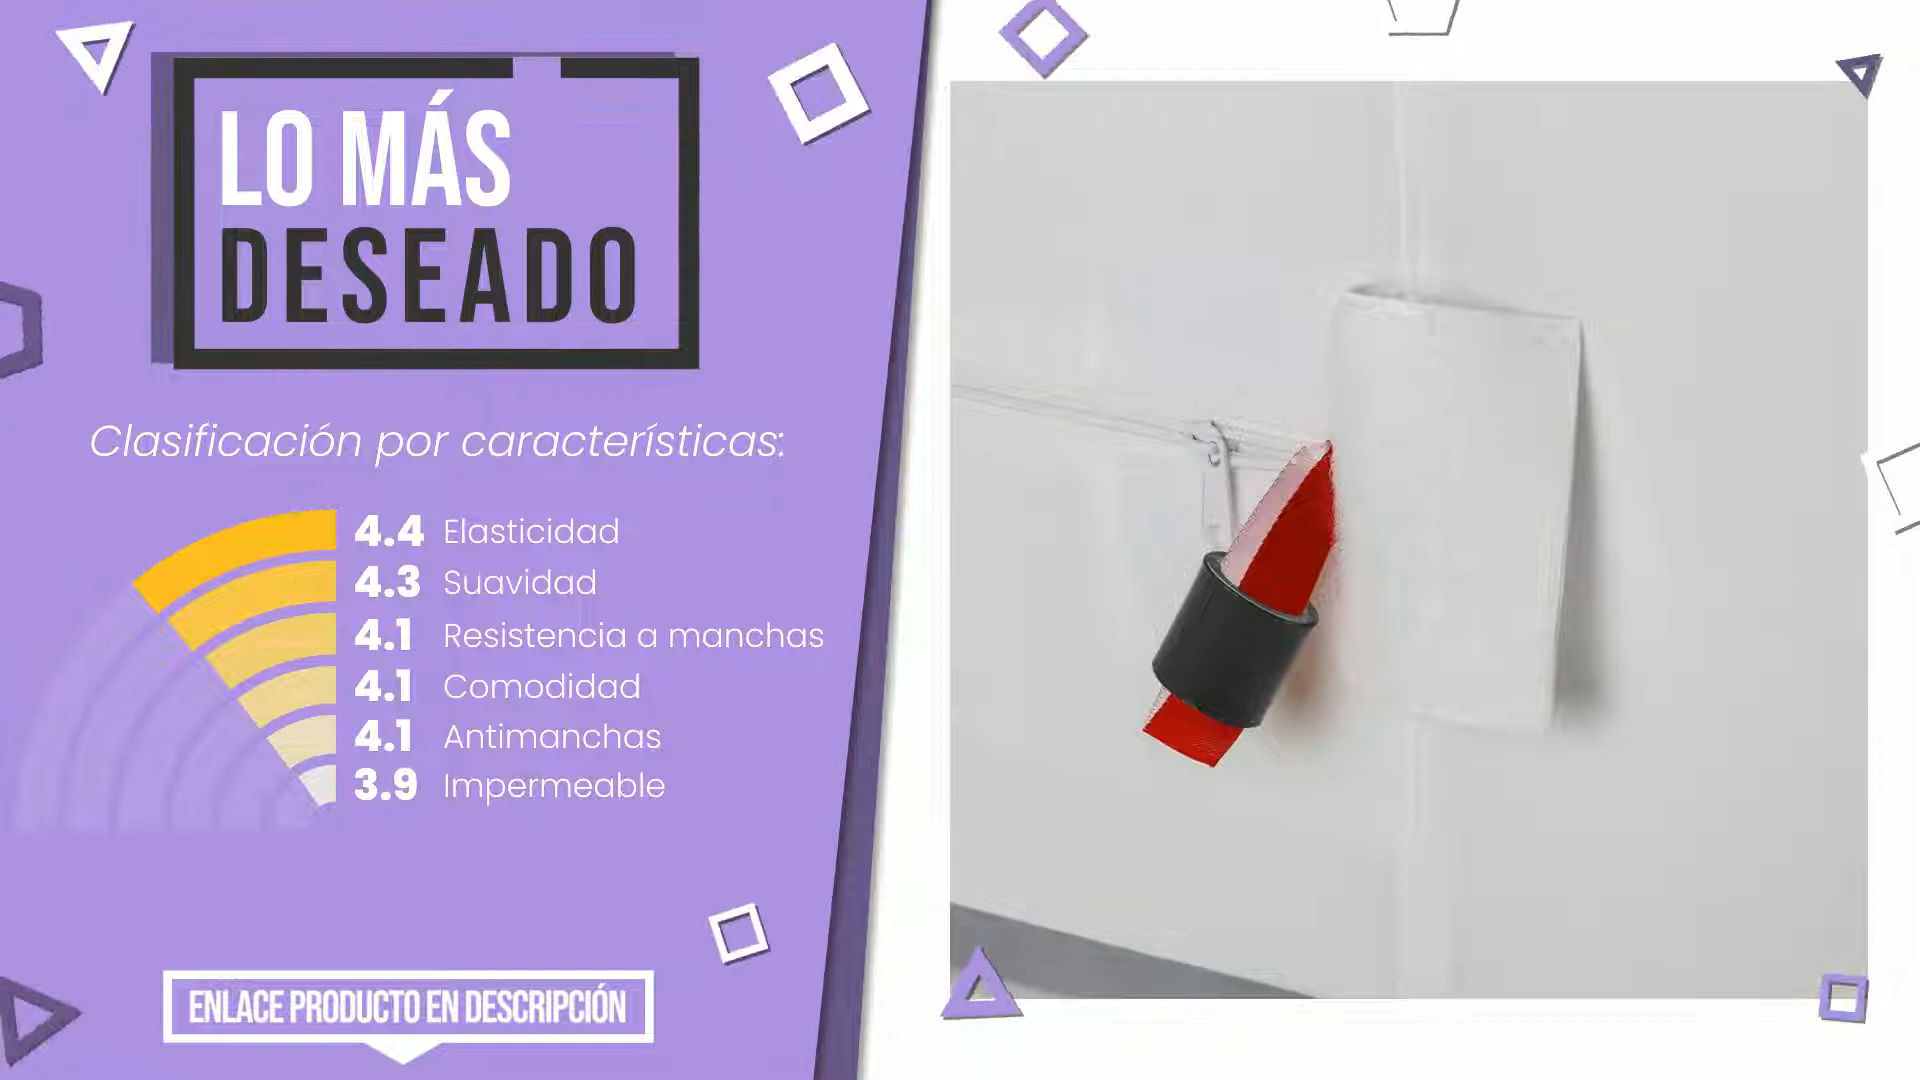 LO MÁS
DESEADO
Clasificación por características:
4.4 Elasticidad
4.3 Suavidad
4.1 Resistencia a manchas
4.1 Comodidad
4.1 Antimanchas
3.9 Impermeable
ENLACE PRODUCTO EN DESCRIPCIÓN